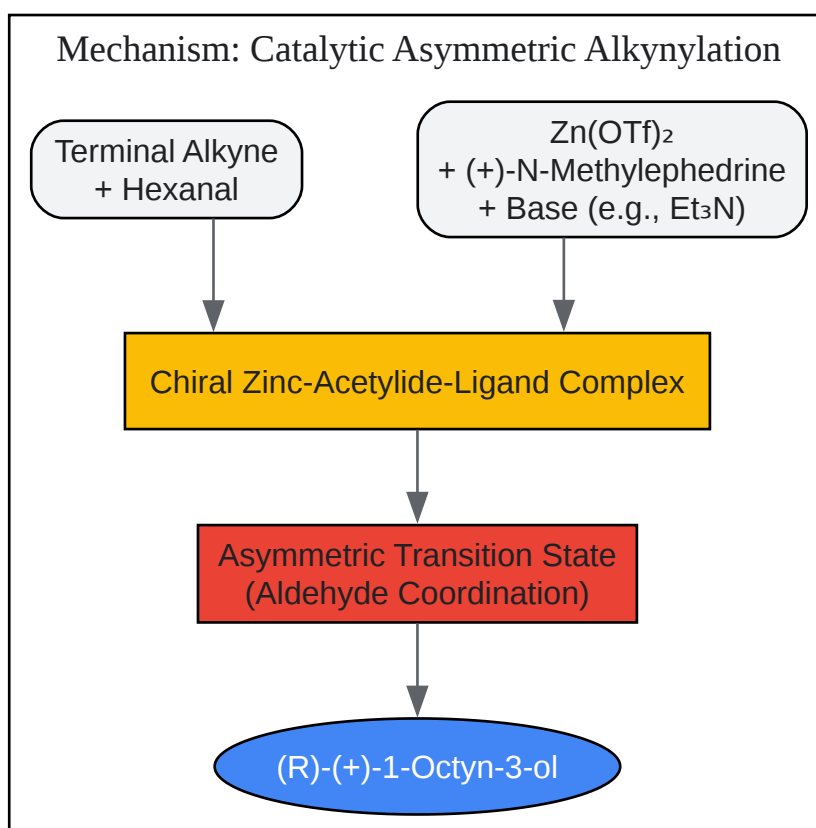 Mechanism: Catalytic Asymmetric Alkynylation
Terminal Alkyne
+ Hexanal
Zn(OTf)₂
+ (+)-N-Methylephedrine
+ Base (e.g., Et₃N)
Chiral Zinc-Acetylide-Ligand Complex
Asymmetric Transition State
(Aldehyde Coordination)
(R)-(+)-1-Octyn-3-ol